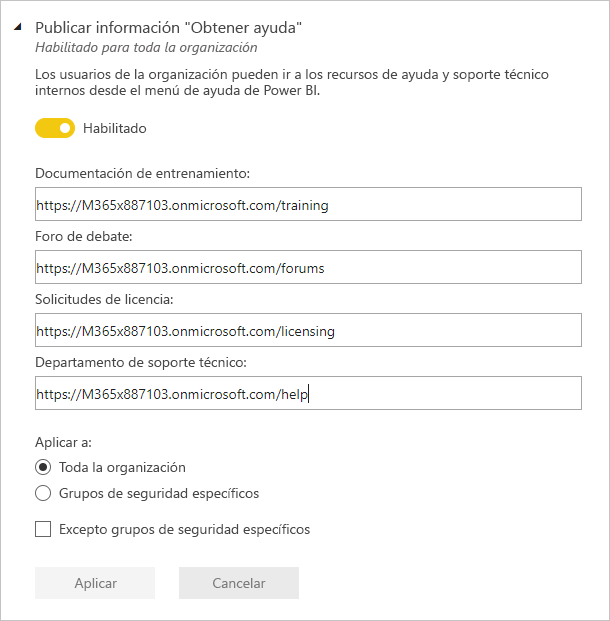 Publicar información "Obtener ayuda"
Habilitado para toda la organización
Los usuarios de la organización pueden ir a los recursos de ayuda y soporte técnico
internos desde el menú de ayuda de Power BI.
Habilitado
Documentación de entrenamiento:
https://M365x887103.onmicrosoft.com/training
Foro de debate:
https://M365x887103.onmicrosoft.com/forums
Solicitudes de licencia:
https://M365x887103.onmicrosoft.com/licensing
Departamento de soporte técnico:
https://M365x887103.onmicrosoft.com/help
Aplicar a:
Toda la organización
Grupos de seguridad específicos
Excepto grupos de seguridad específicos
Aplicar Cancelar